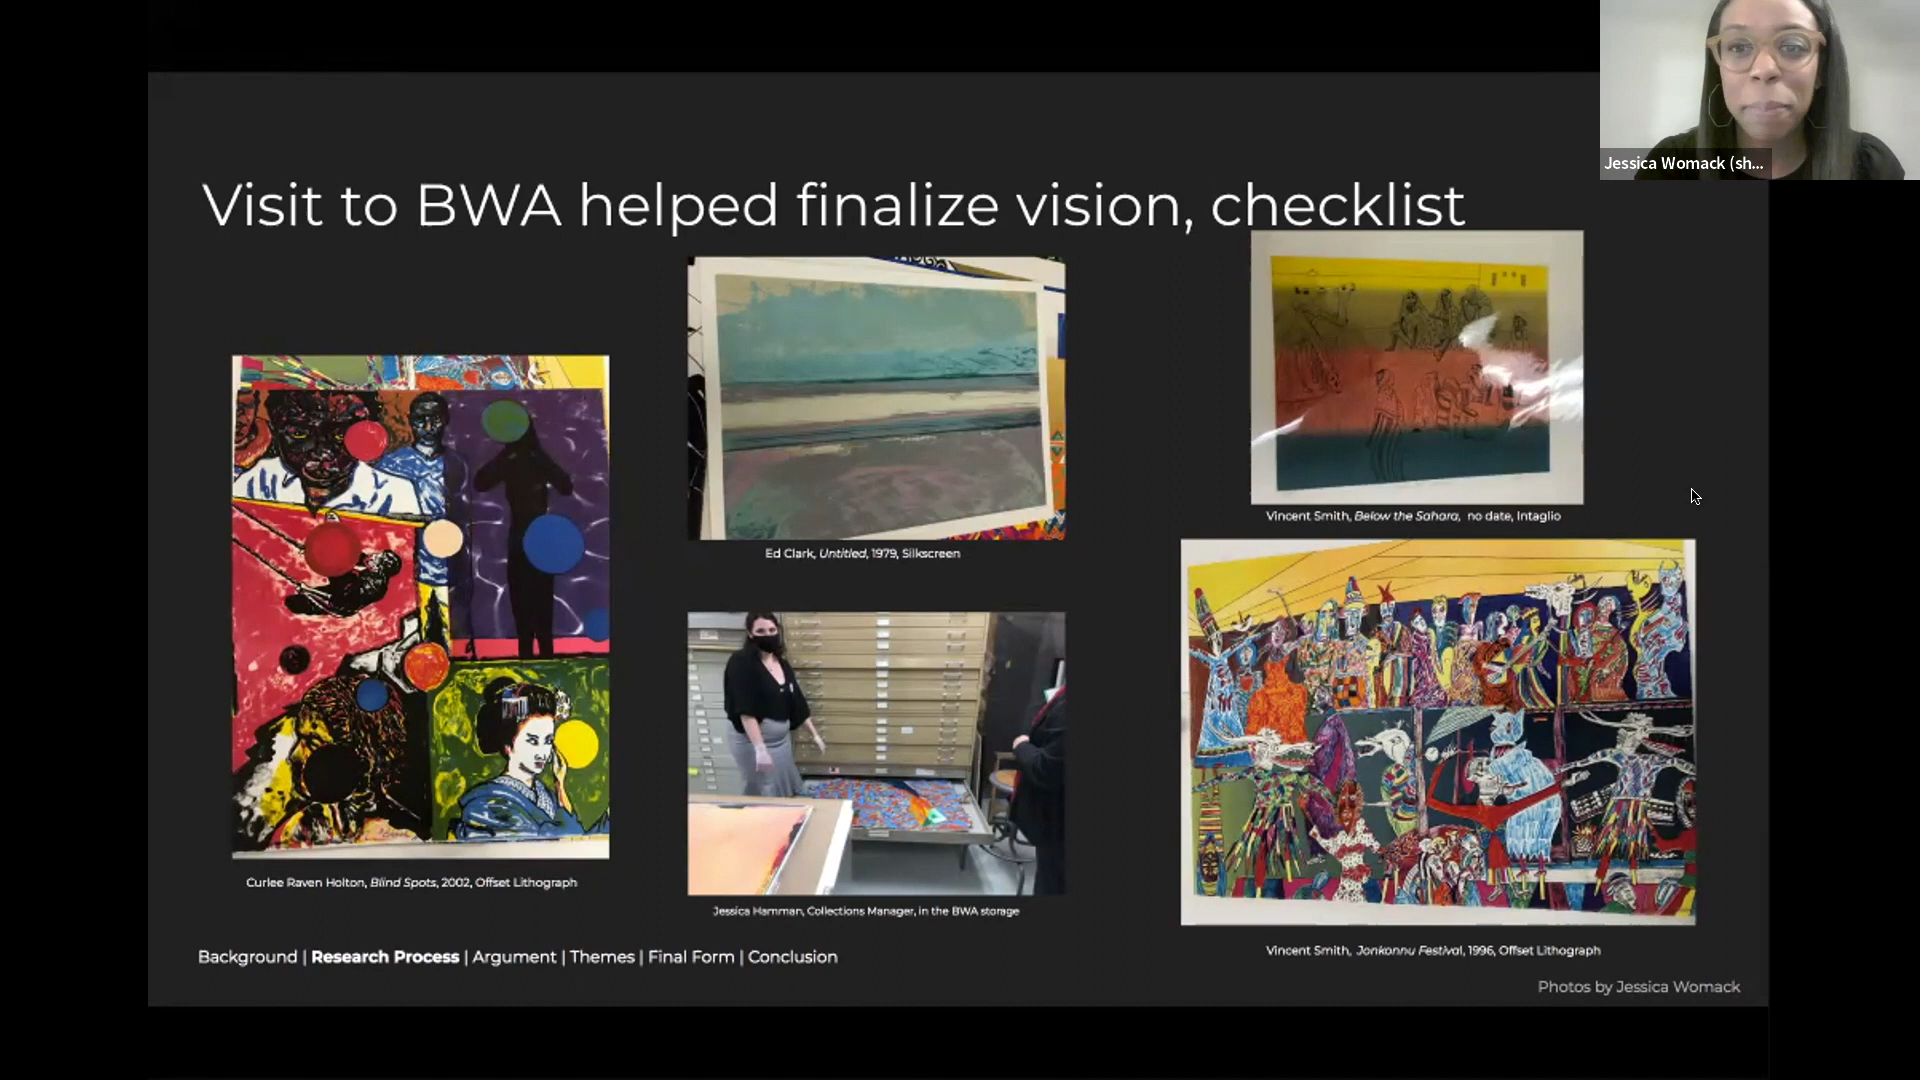 Jessica Womack (sh...
Visit to BWA helped finalize vision, checklist
Ed Clark, Untitled, 1979, Silkscreen
Vincent Smith, Below the Sahara, no date, Intaglio
Curlee Raven Holton, Blind Spots, 2002, Offset Lithograph
Jessica Hamman, Collections Manager, in the BWA storage
Vincent Smith, Jonkonnu Festival, 1996, Offset Lithograph
Background | Research Process | Argument | Themes | Final Form | Conclusion
Photos by Jessica Womack